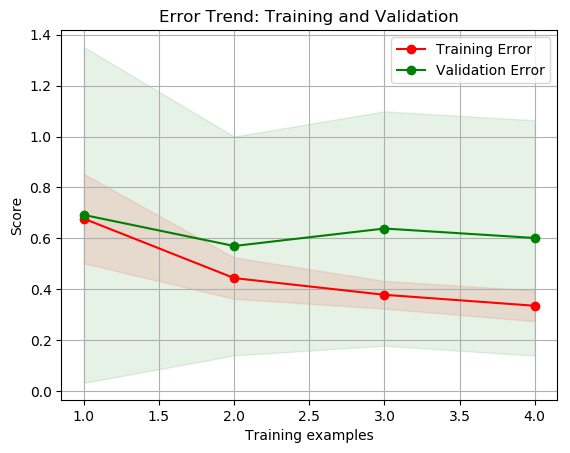 Error Trend: Training and Validation
Training Error
Validation Error
Score
1.4
1.2
1.0
0.8
0.6
0.4
0.2
0.0
1.0 1.5 2.0 2.5 3.0 3.5 4.0
Training examples